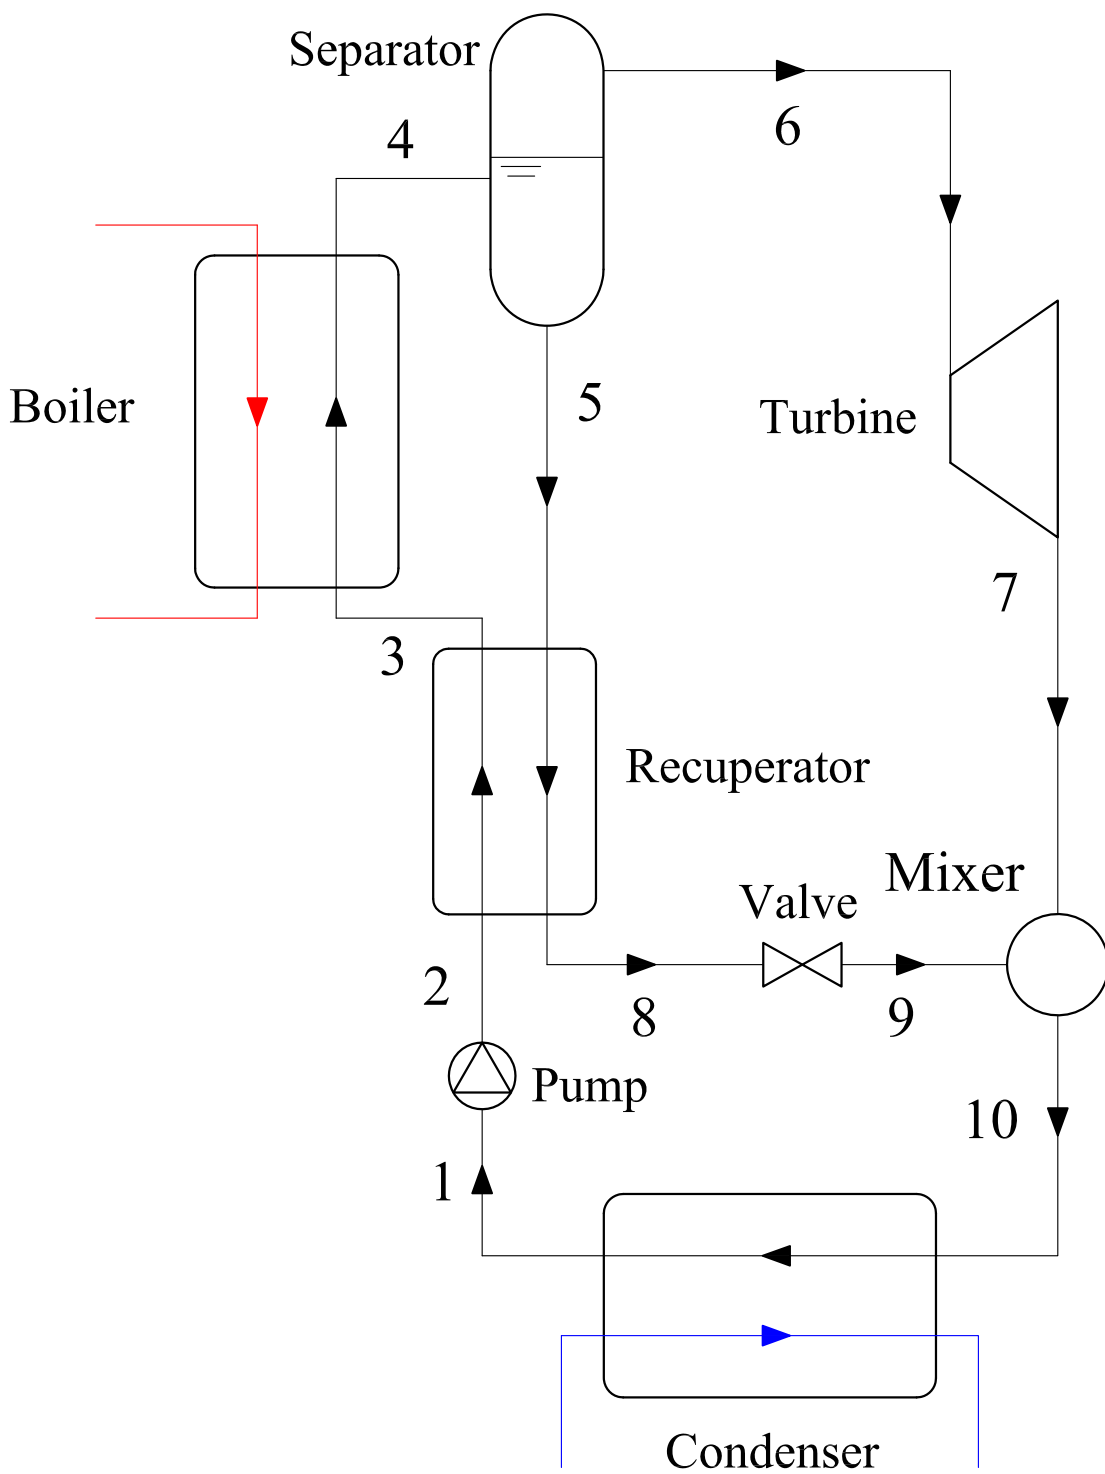 Separator
4
6
Boiler
5
Turbine
7
3
Recuperator
Mixer
Valve
2
8
9
Pump
10
1
Condenser